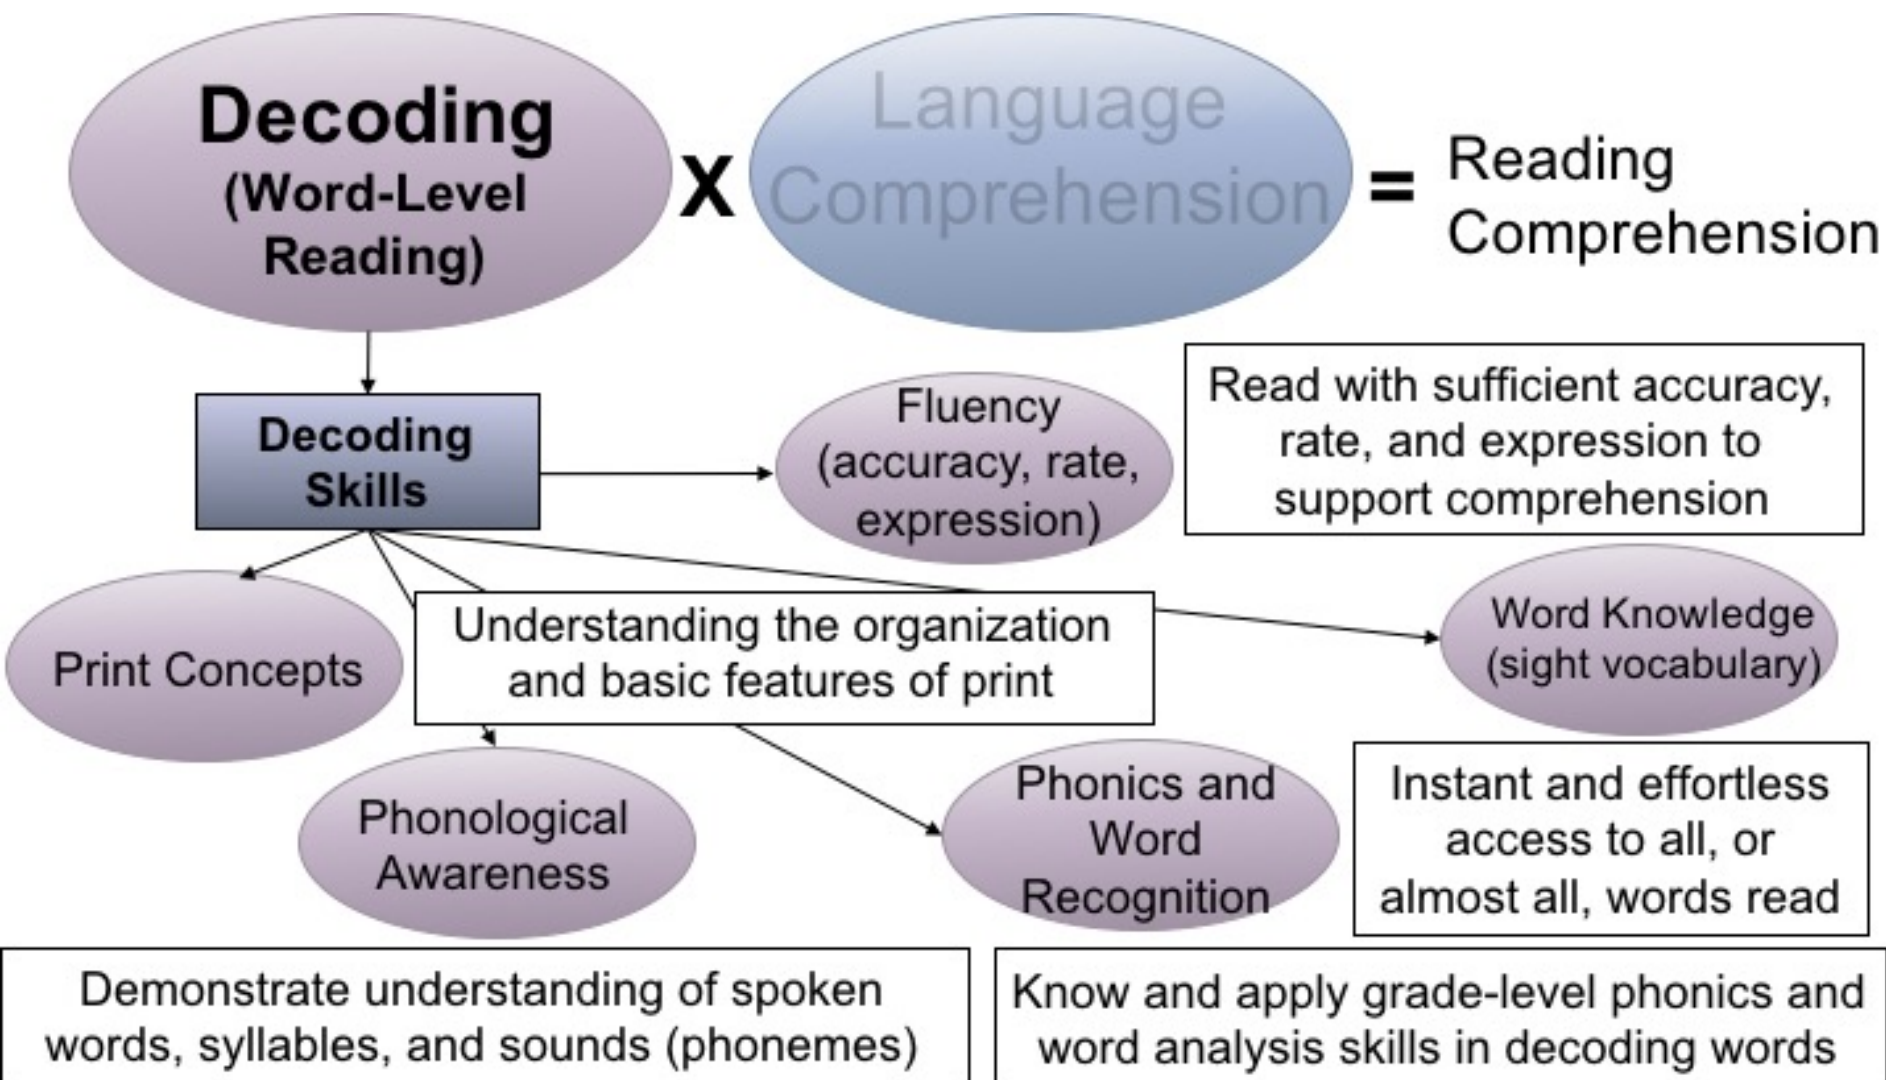 Decoding
(Word-Level
Reading)
X
Language
Comprehension
=
Reading
Comprehension
Decoding
Skills
Fluency
(accuracy, rate,
expression)
Read with sufficient accuracy,
rate, and expression to
support comprehension
Print Concepts
Understanding the organization
and basic features of print
Word Knowledge
(sight vocabulary)
Phonological
Awareness
Phonics and
Word
Recognition
Instant and effortless
access to all, or
almost all, words read
Demonstrate understanding of spoken
words, syllables, and sounds (phonemes)
Know and apply grade-level phonics and
word analysis skills in decoding words